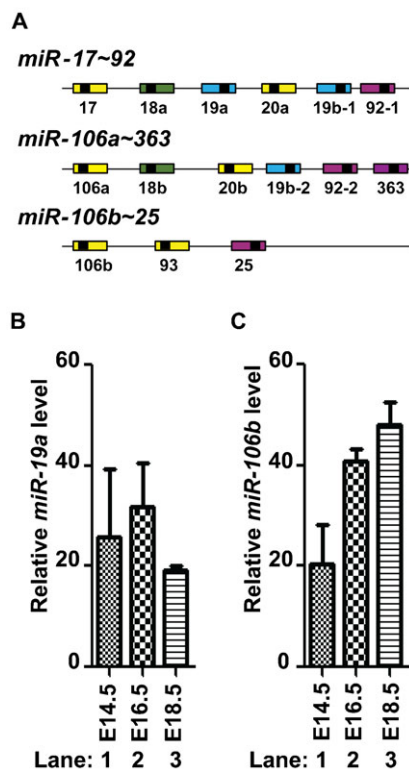 A
miR-17~92
17 18a 19a 20a 19b-1 92-1
miR-106a~363
106a 18b 20b 19b-2 92-2 363
miR-106b~25
106b 93 25
B
Relative miR-19a level
60
40
20
0
E14.5 E16.5 E18.5
Lane: 1 2 3
C
Relative miR-106b level
60
40
20
0
E14.5 E16.5 E18.5
Lane: 1 2 3